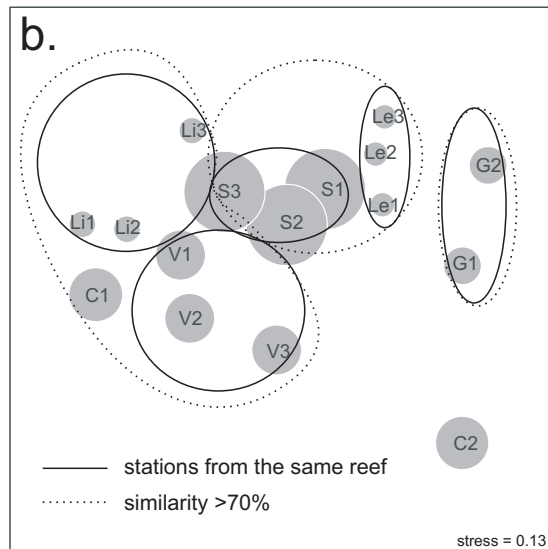 b.
Le3
Li3
Le2
G2
S3
S1
Le1
S2
Li1
Li2
V1
G1
C1
V2
V3
C2
stations from the same reef
similarity >70%
stress = 0.13